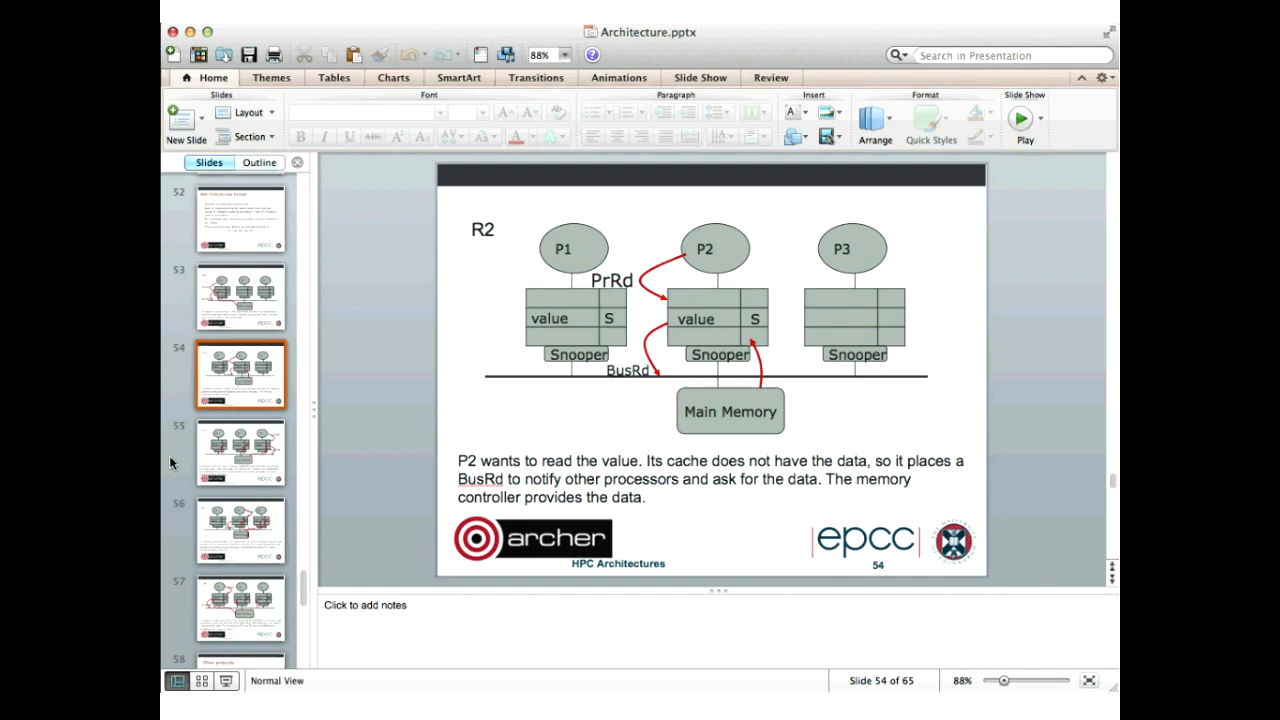 Architecture.pptx
88%
Search in Presentation
Home Themes Tables Charts SmartArt Transitions Animations Slide Show Review
Slides Font Paragraph Insert Format Slide Show
New Slide Layout Section Arrange Quick Styles Play
Slides Outline
52
53
54
55
56
57
58
Other protocols
R2
P1 P2 P3
PrRd
value S value S
Snooper Snooper Snooper
BusRd
Main Memory
P2 wants to read the value. Its cache does not have the data, so it places a
BusRd to notify other processors and ask for the data. The memory
controller provides the data.
archer
epcc
HPC Architectures
54
Click to add notes
Normal View Slide 54 of 65 88%